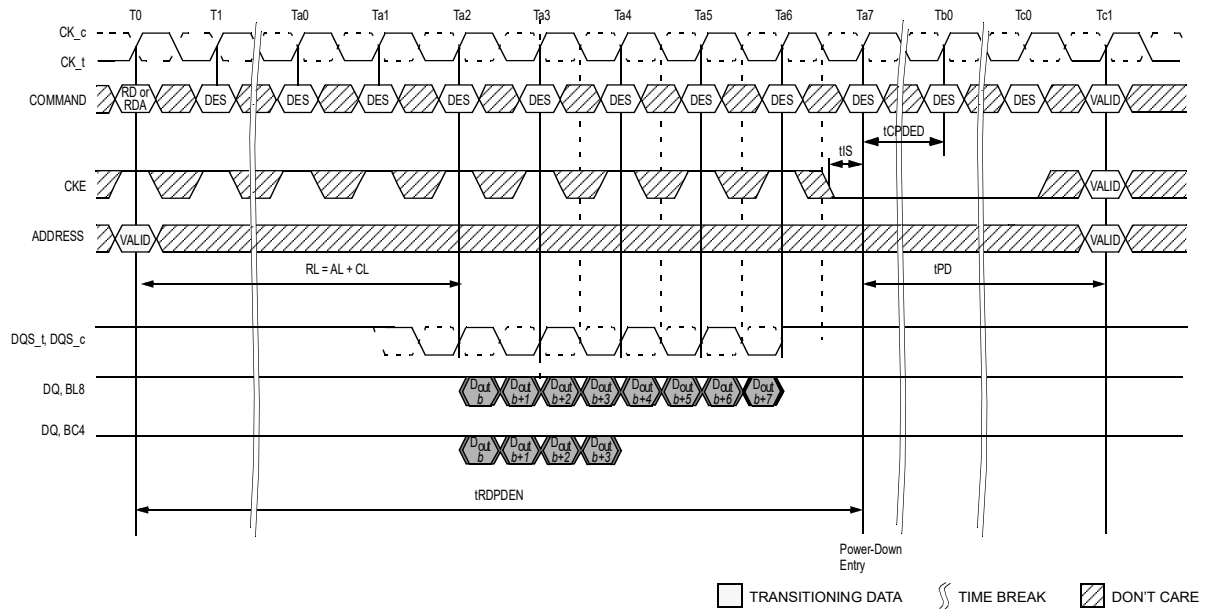 T0 T1 Ta0 Ta1 Ta2 Ta3 Ta4 Ta5 Ta6 Ta7 Tb0 Tc0 Tc1
CK_c
CK_t
COMMAND RD or RDA DES DES DES DES DES DES DES DES DES DES DES VALID
tCPDED
tIS
CKE VALID
ADDRESS VALID VALID
RL = AL + CL tPD
DQS_t, DQS_c
DQ, BL8 Dout b Dout b+1 Dout b+2 Dout b+3 Dout b+4 Dout b+5 Dout b+6 Dout b+7
DQ, BC4 Dout b Dout b+1 Dout b+2 Dout b+3
tRDPDEN
Power-Down
Entry
TRANSITIONING DATA TIME BREAK DON'T CARE